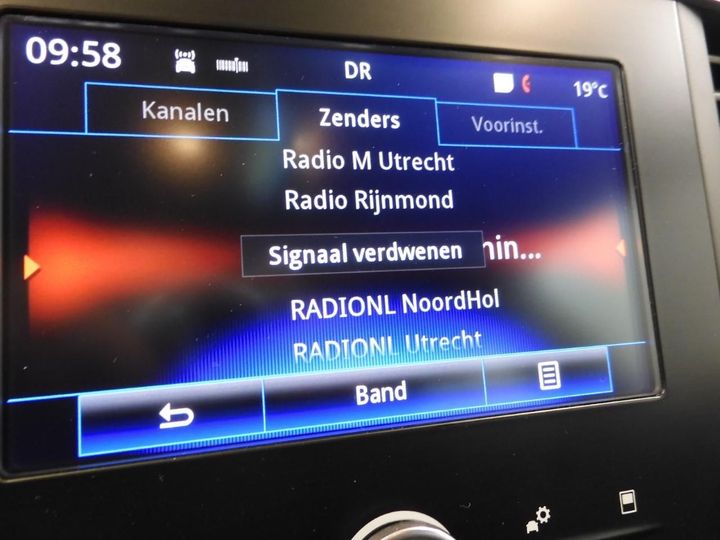 09:58
DR
19°C
Kanalen
Zenders
Voorinst.
Radio M Utrecht
Radio Rijnmond
Signaal verdwenen
RADIONL NoordHol
RADIONL Utrecht
Band